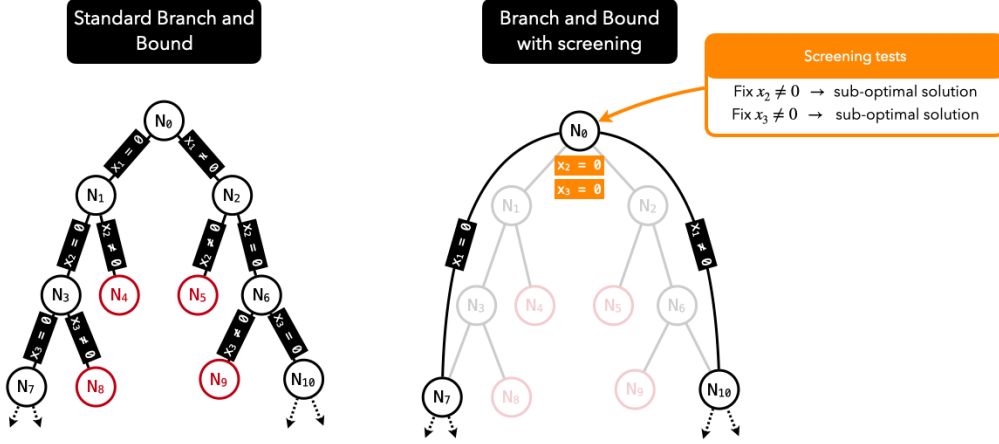 Standard Branch and
Bound
Branch and Bound
with screening
Screening tests
Fix x₂ ≠ 0 → sub-optimal solution
Fix x₃ ≠ 0 → sub-optimal solution
N₀
x₁ = 0
x₁ ≠ 0
N₁
N₂
x₂ = 0
x₂ ≠ 0
x₂ ≠ 0
x₂ = 0
N₃
N₄
N₅
N₆
x₃ = 0
x₃ ≠ 0
x₃ ≠ 0
x₃ = 0
N₇
N₈
N₉
N₁₀
N₀
x₂ = 0
x₃ = 0
N₁
N₂
x₁ = 0
x₁ ≠ 0
N₃
N₄
N₅
N₆
N₇
N₈
N₉
N₁₀